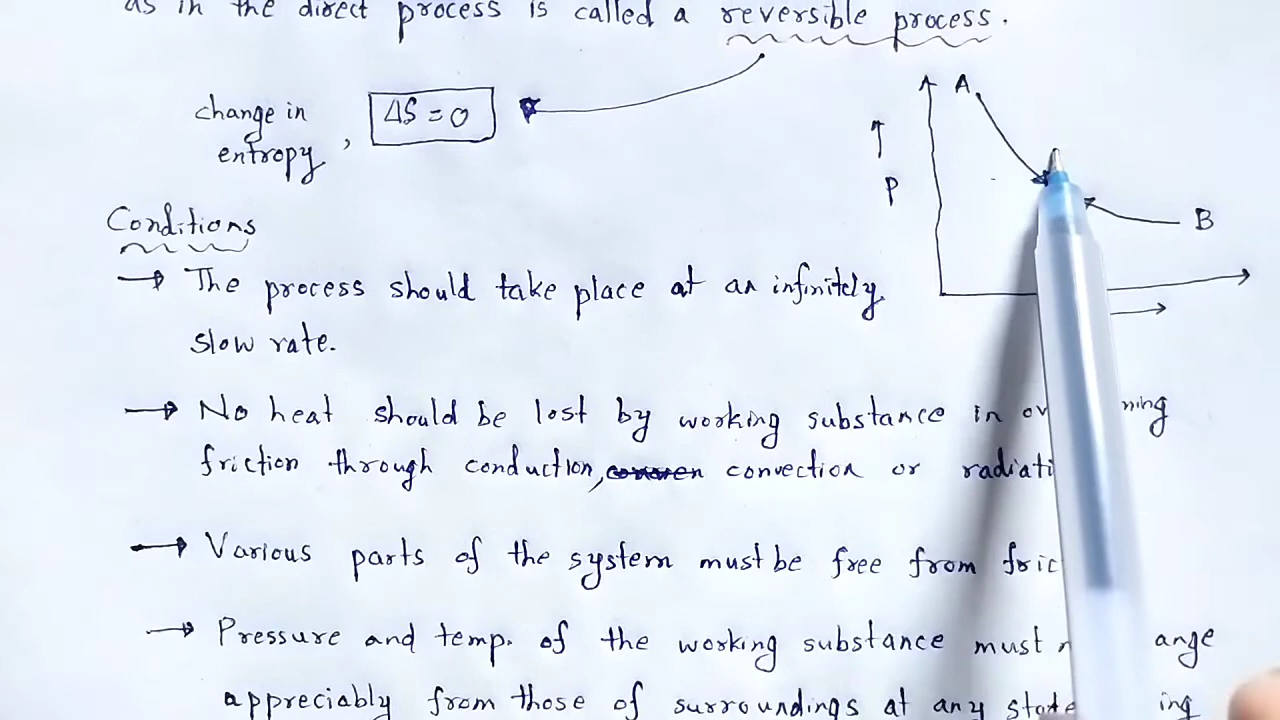 as in the direct process is called a reversible process.
change in
entropy, ΔS = 0
A
P
B
Conditions
→ The process should take place at an infinitely
slow rate.
→ No heat should be lost by working substance in
friction through conduction, convection or
→ Various parts of the system must be free from
→ Pressure and temp. of the working substance must
appreciably from those of surroundings at any